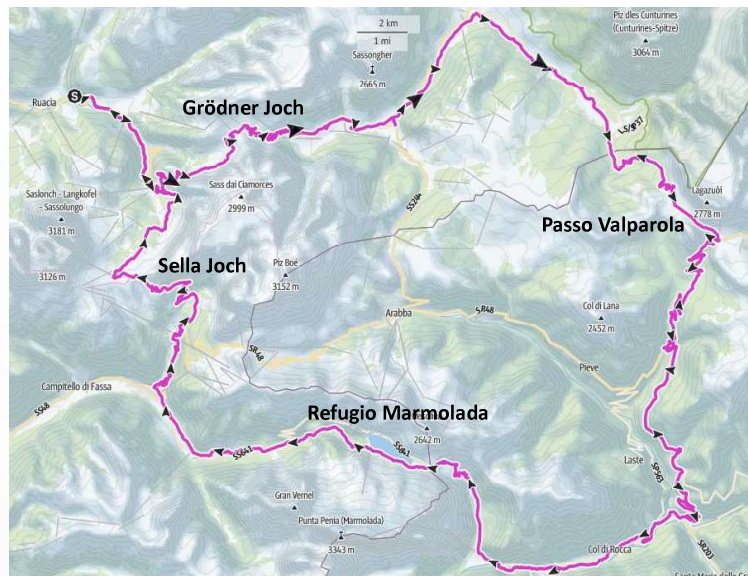 2 km
1 mi
Piz dles Cunturines
(Cunturines-Spitze)
3064 m
Sassongher
2665 m
S
Ruacia
Grödner Joch
LS/SP37
Sass dai Ciamorces
2999 m
SS244
Lagazuòi
2778 m
Saslonch - Langkofel
- Sassolungo
3181 m
Passo Valparola
Sella Joch
Piz Boé
3152 m
3126 m
Col di Lana
2452 m
Arabba
SR48
SR48
Pieve
Campitello di Fassa
SS48
Refugio Marmolada
2642 m
SS641
SS641
Laste
SP563
Gran Vernel
Punta Penia (Marmolada)
3343 m
Col di Rocca
SR203